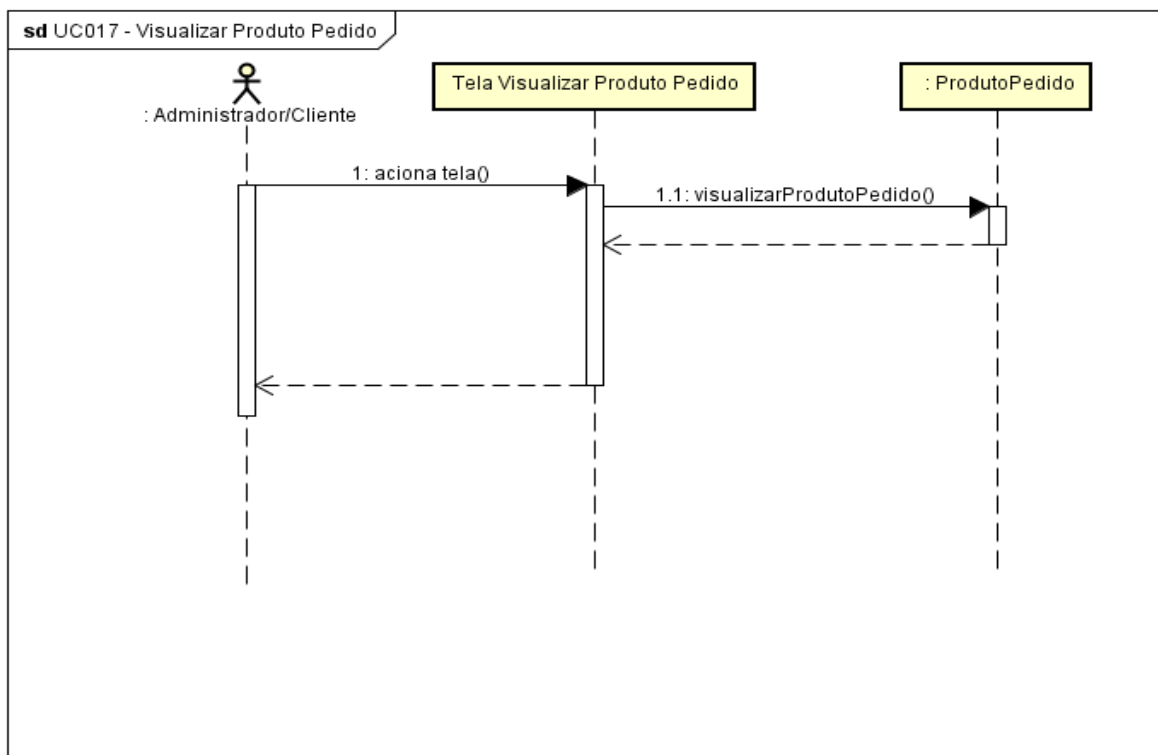 sd UC017 - Visualizar Produto Pedido
: Administrador/Cliente
Tela Visualizar Produto Pedido
: ProdutoPedido
1: aciona tela()
1.1: visualizarProdutoPedido()